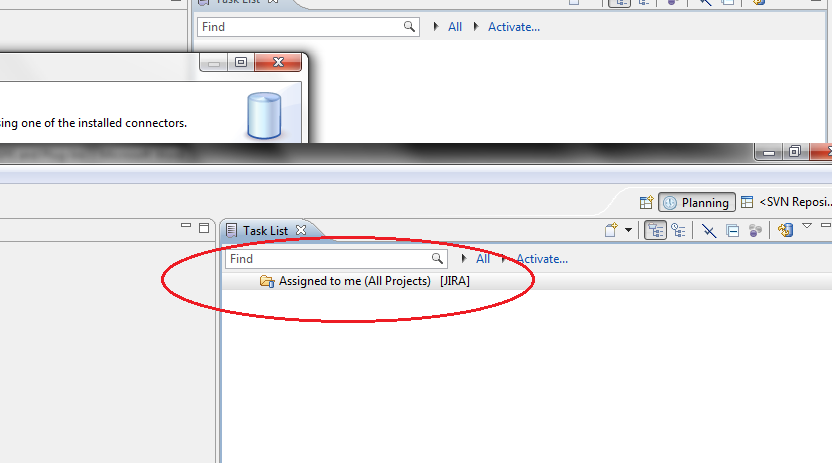 Task List
Find All Activate...
ing one of the installed connectors.
Planning <SVN Reposi..
Task List
Find All Activate...
Assigned to me (All Projects) [JIRA]